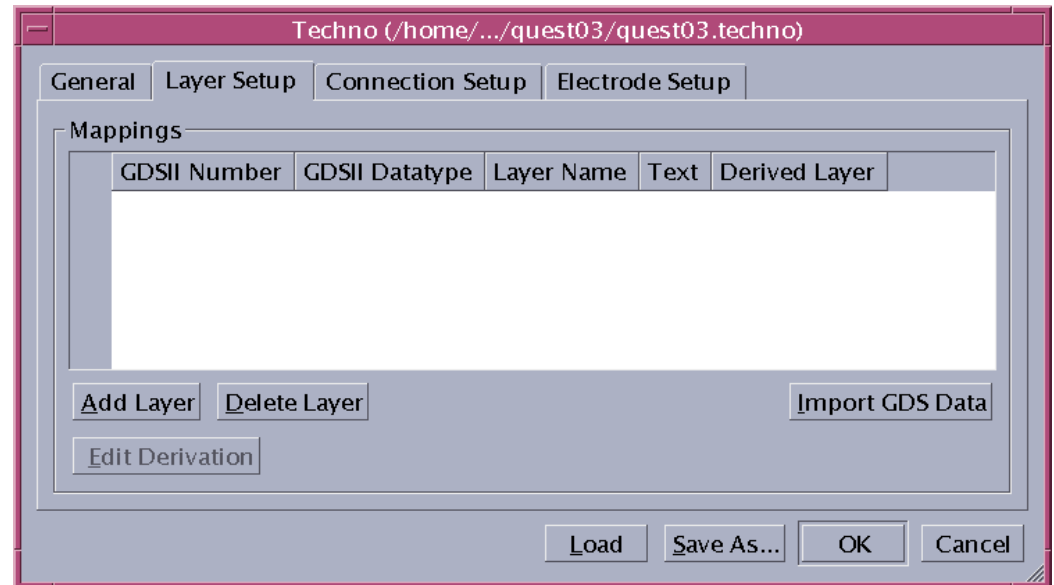 Techno (/home/.../quest03/quest03.techno)
General Layer Setup Connection Setup Electrode Setup
Mappings
GDSII Number GDSII Datatype Layer Name Text Derived Layer
Add Layer Delete Layer Import GDS Data
Edit Derivation
Load Save As... OK Cancel